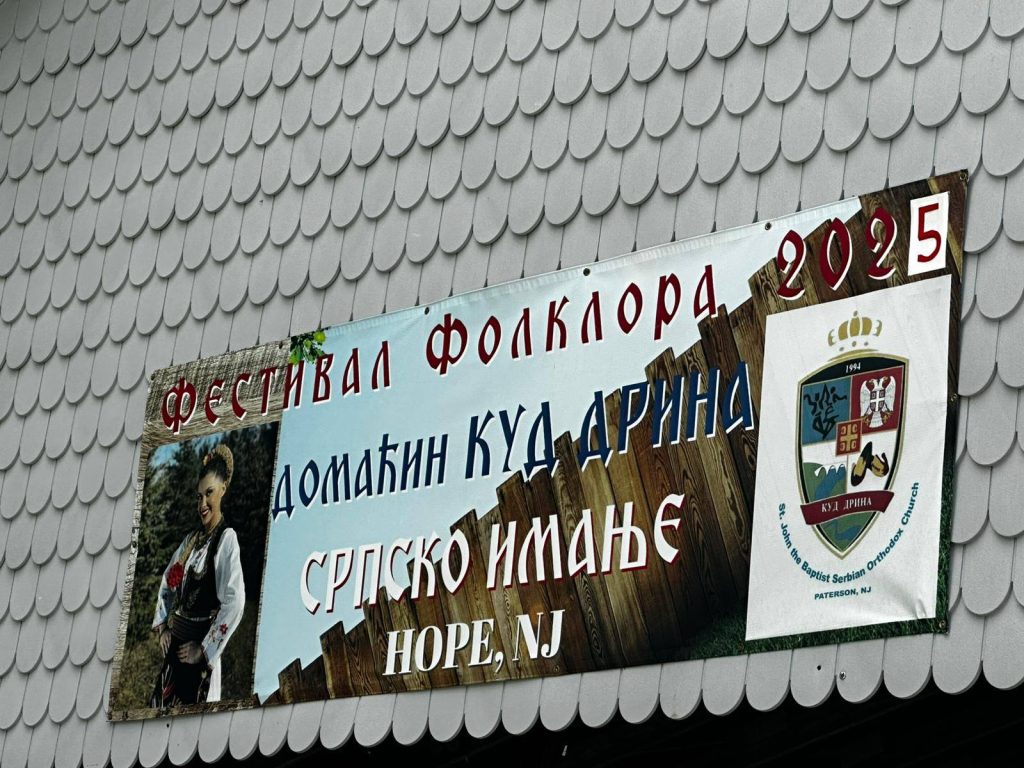 ФЕСТИВАЛ ФОЛКЛОРА 2025
ДОМАЋИН КУД ДРИНА
СРПСКО ИМАЊЕ
HOPE, NJ
1994
КУД ДРИНА
St. John the Baptist Serbian Orthodox Church
PATERSON, NJ